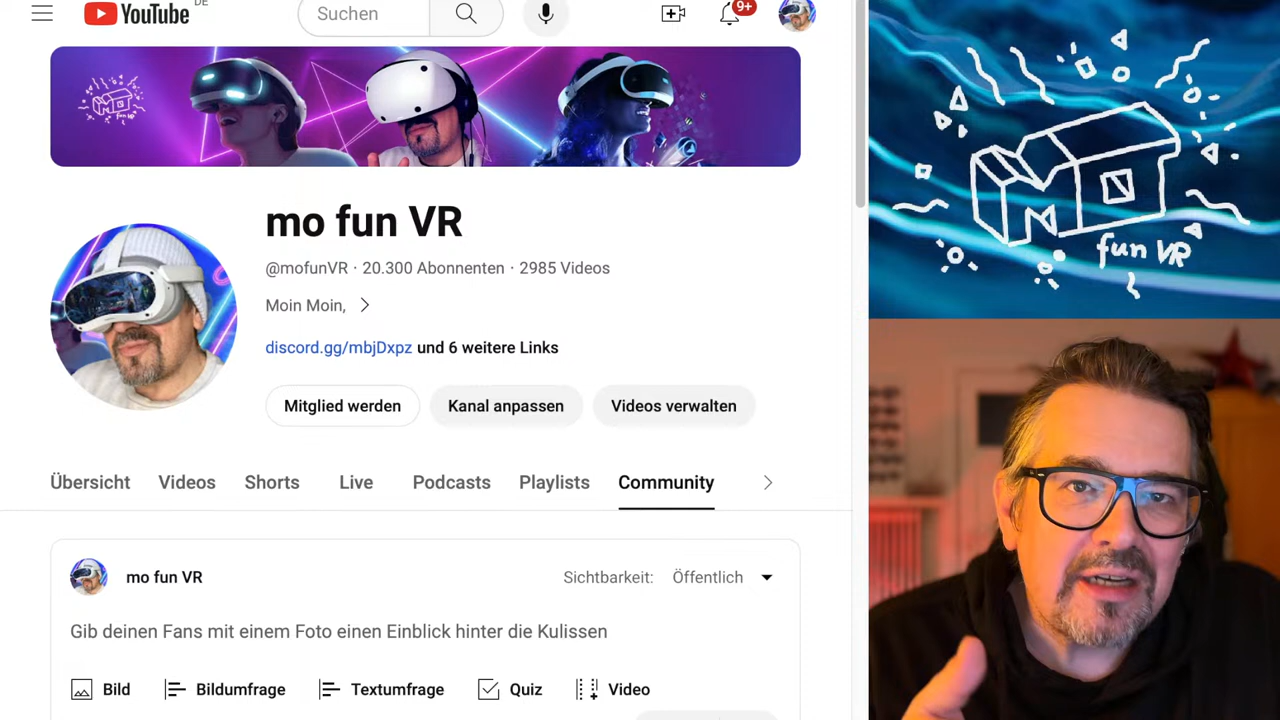 DE
YouTube
Suchen
9+
fun VR
mo fun VR
@mofunVR · 20.300 Abonnenten · 2985 Videos
Moin Moin,
discord.gg/mbjDxpz und 6 weitere Links
Mitglied werden
Kanal anpassen
Videos verwalten
Übersicht
Videos
Shorts
Live
Podcasts
Playlists
Community
mo fun VR
Sichtbarkeit: Öffentlich
Gib deinen Fans mit einem Foto einen Einblick hinter die Kulissen
Bild
Bildumfrage
Textumfrage
Quiz
Video
MO
fun VR